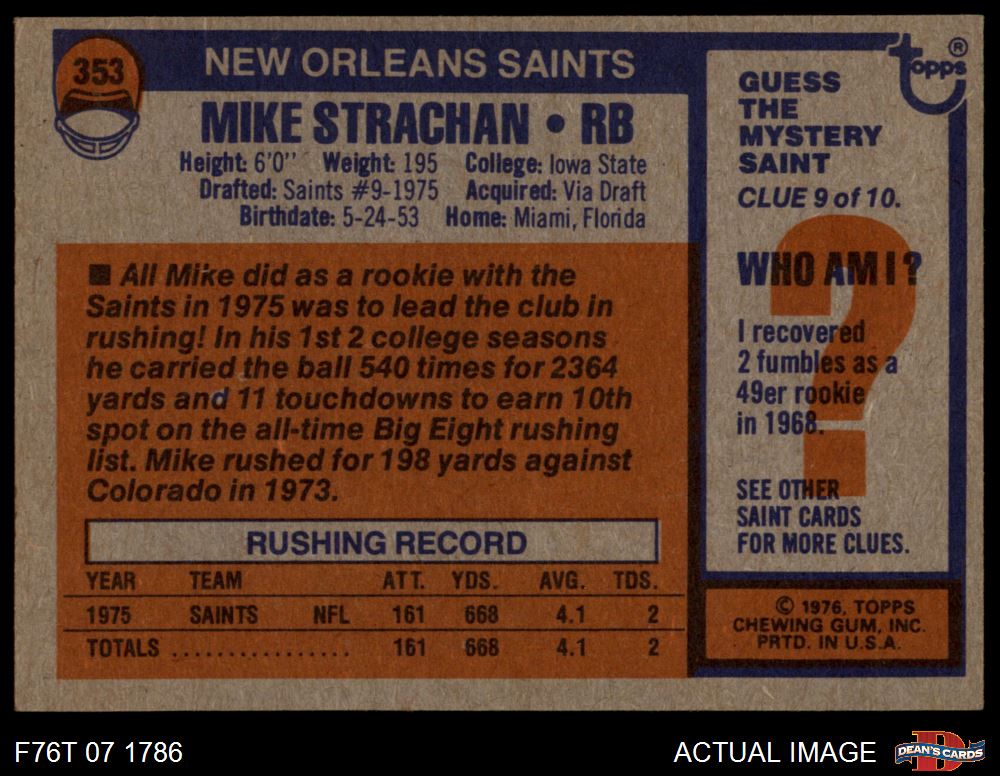 353
NEW ORLEANS SAINTS
MIKE STRACHAN • RB
Height: 6'0'' Weight: 195 College: Iowa State
Drafted: Saints #9-1975 Acquired: Via Draft
Birthdate: 5-24-53 Home: Miami, Florida
■ All Mike did as a rookie with the
Saints in 1975 was to lead the club in
rushing! In his 1st 2 college seasons
he carried the ball 540 times for 2364
yards and 11 touchdowns to earn 10th
spot on the all-time Big Eight rushing
list. Mike rushed for 198 yards against
Colorado in 1973.
RUSHING RECORD
YEAR TEAM ATT. YDS. AVG. TDS.
1975 SAINTS NFL 161 668 4.1 2
TOTALS ................ 161 668 4.1 2
topps ®
GUESS
THE
MYSTERY
SAINT
CLUE 9 of 10.
?
WHO AM I?
I recovered
2 fumbles as a
49er rookie
in 1968.
SEE OTHER
SAINT CARDS
FOR MORE CLUES.
© 1976, TOPPS
CHEWING GUM, INC.
PRTD. IN U.S.A.
F76T 07 1786
ACTUAL IMAGE
DEAN'S CARDS